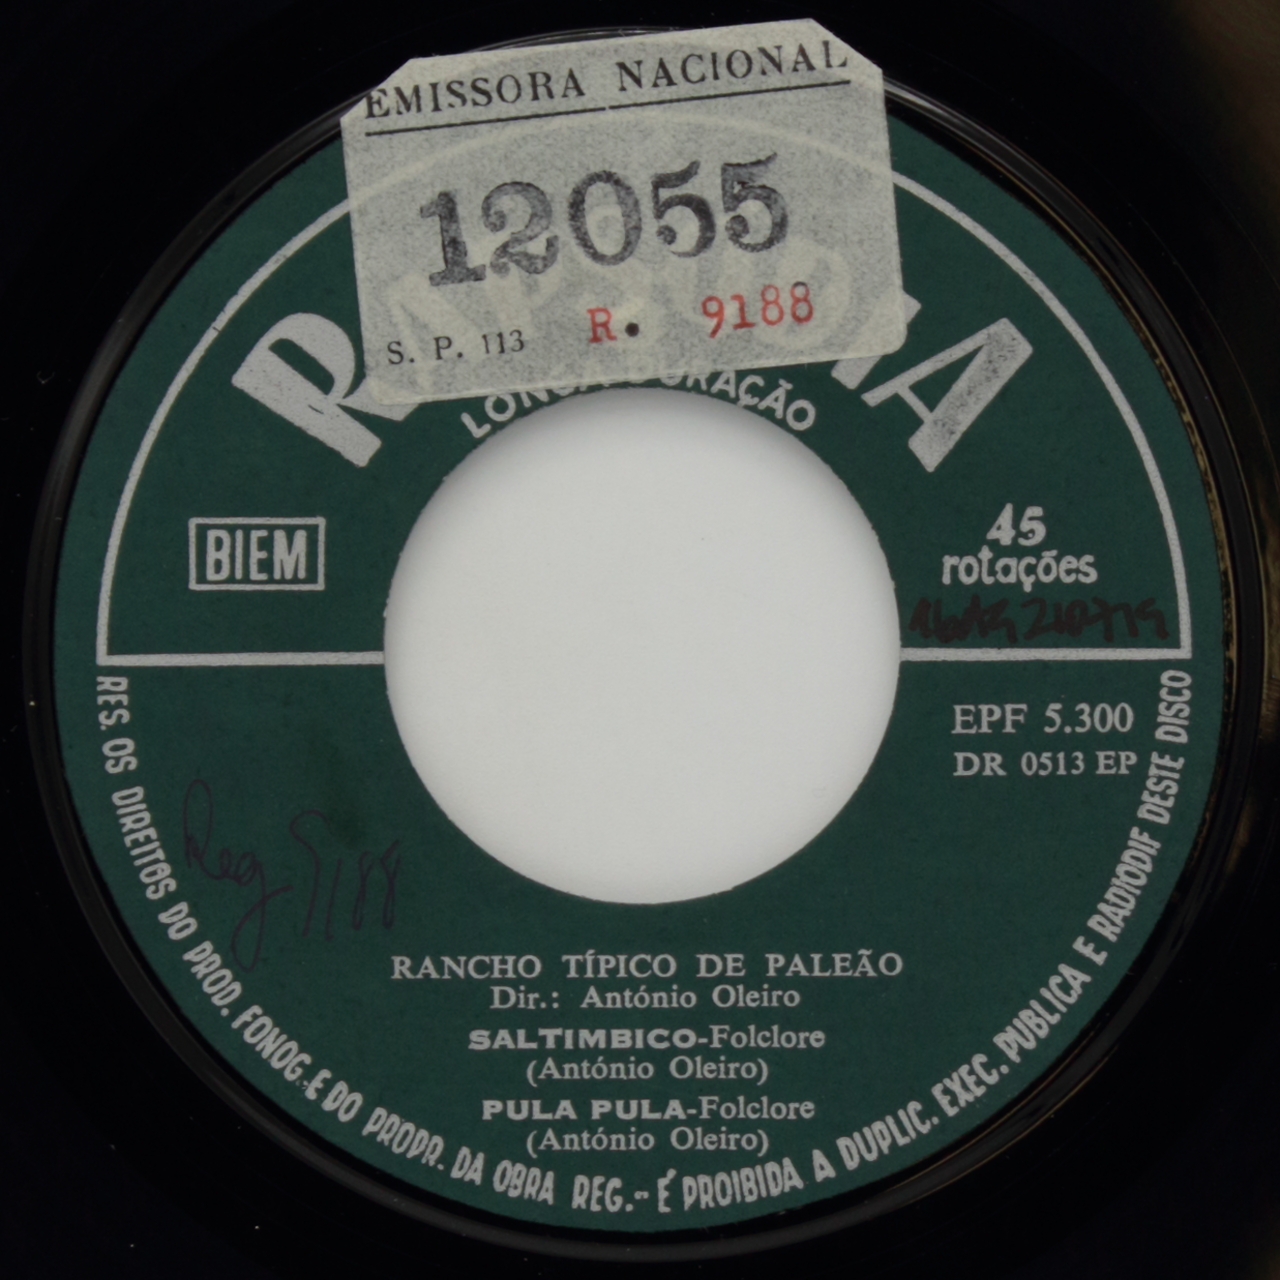 EMISSORA NACIONAL
12055
S. P. 113 R. 9188
LONGA DURAÇÃO
BIEM
45
rotações
EPF 5.300
DR 0513 EP
Reg. 9188
RANCHO TÍPICO DE PALEÃO
Dir.: António Oleiro
SALTIMBICO-Folclore
(António Oleiro)
PULA PULA-Folclore
(António Oleiro)
RES. OS DIREITOS DO PROD. FONOG. E DO PROPR. DA OBRA REG.- É PROIBIDA A DUPLIC. EXEC. PUBLICA E RADIODIF DESTE DISCO